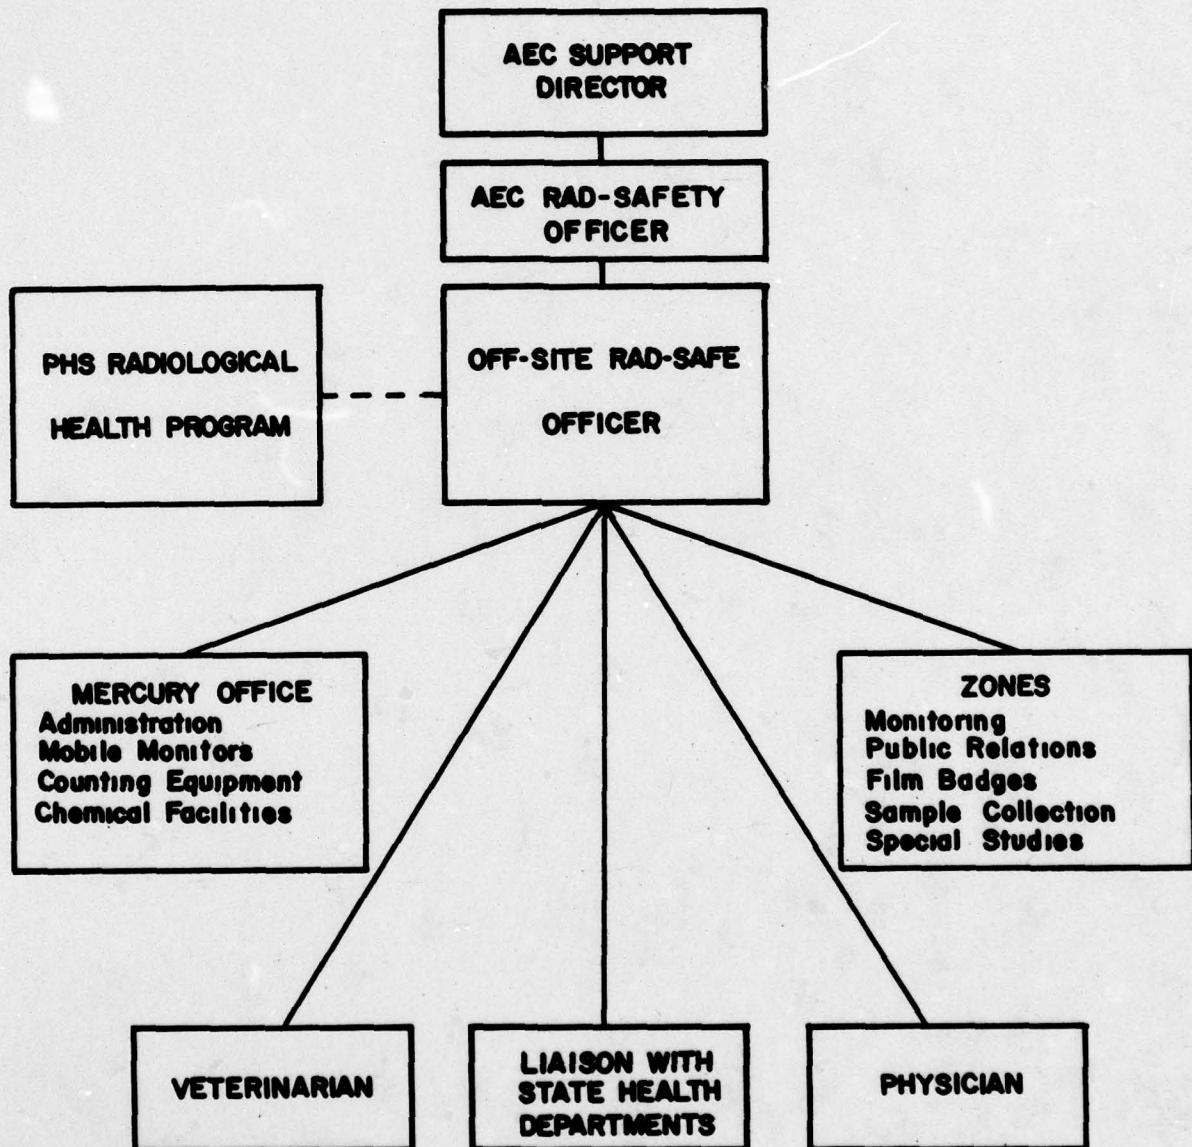 AEC SUPPORT
DIRECTOR
AEC RAD-SAFETY
OFFICER
PHS RADIOLOGICAL
HEALTH PROGRAM
OFF-SITE RAD-SAFE
OFFICER
MERCURY OFFICE
Administration
Mobile Monitors
Counting Equipment
Chemical Facilities
ZONES
Monitoring
Public Relations
Film Badges
Sample Collection
Special Studies
VETERINARIAN
LIAISON WITH
STATE HEALTH
DEPARTMENTS
PHYSICIAN